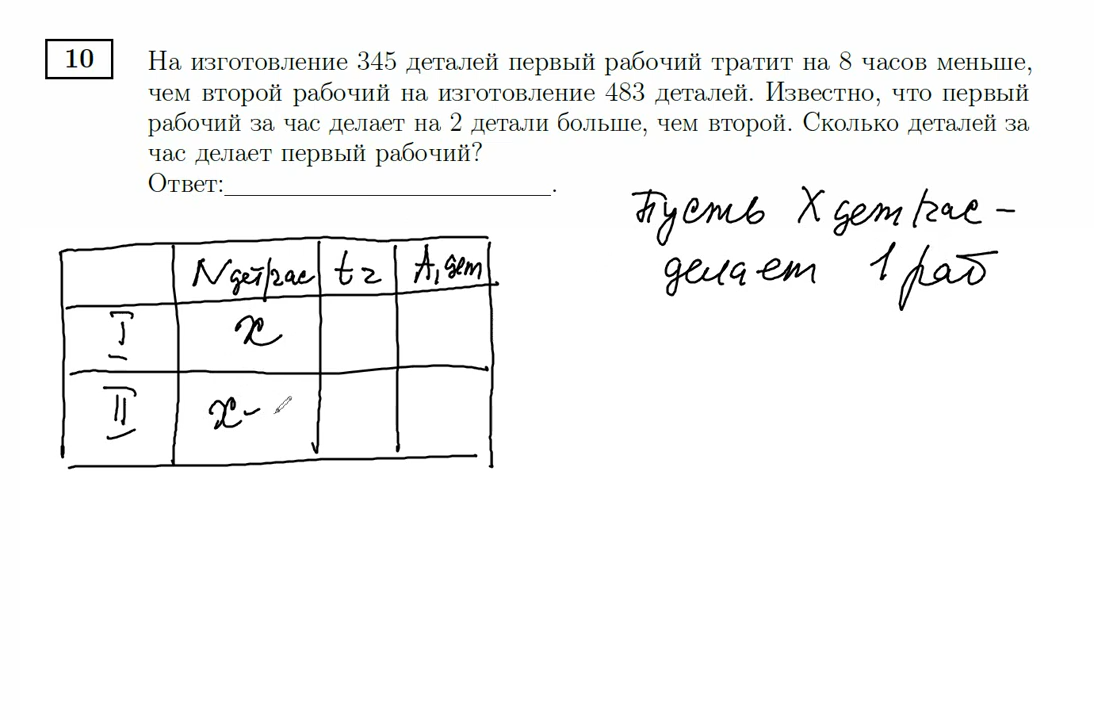 10
На изготовление 345 деталей первый рабочий тратит на 8 часов меньше,
чем второй рабочий на изготовление 483 деталей. Известно, что первый
рабочий за час делает на 2 детали больше, чем второй. Сколько деталей за
час делает первый рабочий?
Ответ:______________________________.
Пусть X дет/час –
делает 1 раб
N дет/час t ч A, дет
I x
II x-